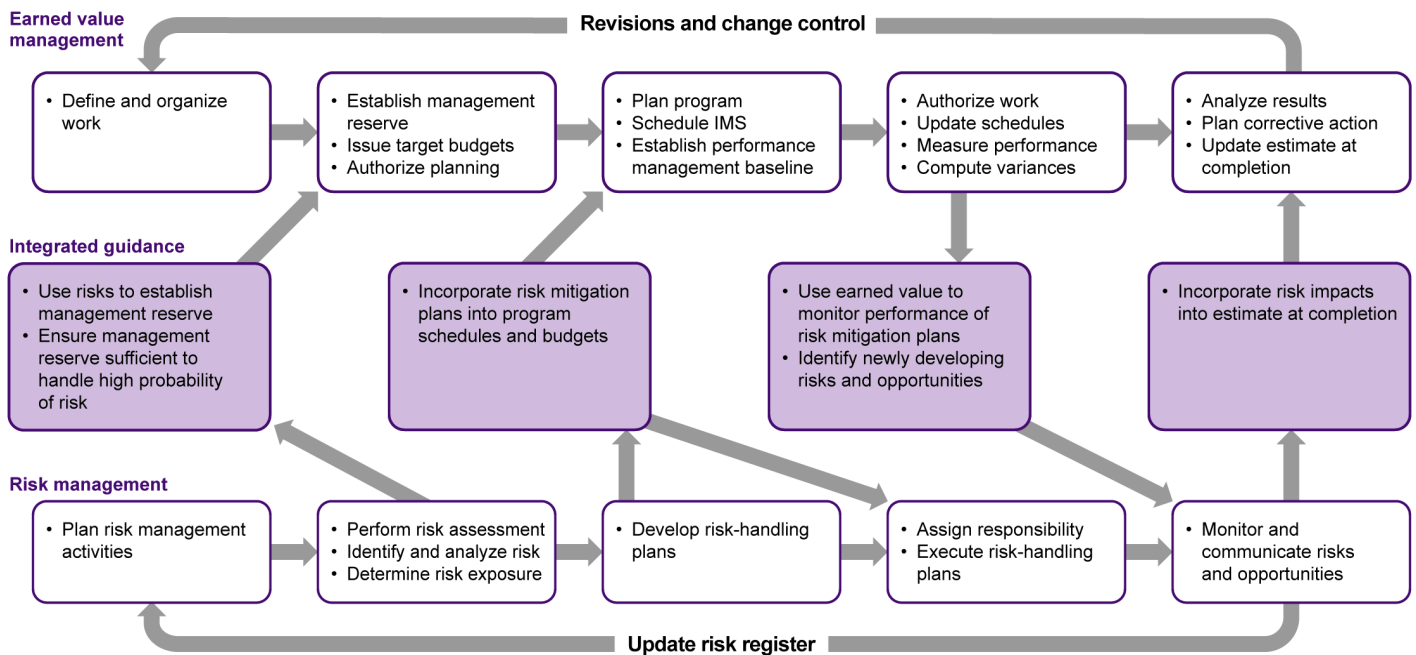 Earned value
management
Revisions and change control
• Define and organize
work
• Establish management
reserve
• Issue target budgets
• Authorize planning
• Plan program
• Schedule IMS
• Establish performance
management baseline
• Authorize work
• Update schedules
• Measure performance
• Compute variances
• Analyze results
• Plan corrective action
• Update estimate at
completion
Integrated guidance
• Use risks to establish
management reserve
• Ensure management
reserve sufficient to
handle high probability
of risk
• Incorporate risk mitigation
plans into program
schedules and budgets
• Use earned value to
monitor performance of
risk mitigation plans
• Identify newly developing
risks and opportunities
• Incorporate risk impacts
into estimate at completion
Risk management
• Plan risk management
activities
• Perform risk assessment
• Identify and analyze risk
• Determine risk exposure
• Develop risk-handling
plans
• Assign responsibility
• Execute risk-handling
plans
• Monitor and
communicate risks
and opportunities
Update risk register